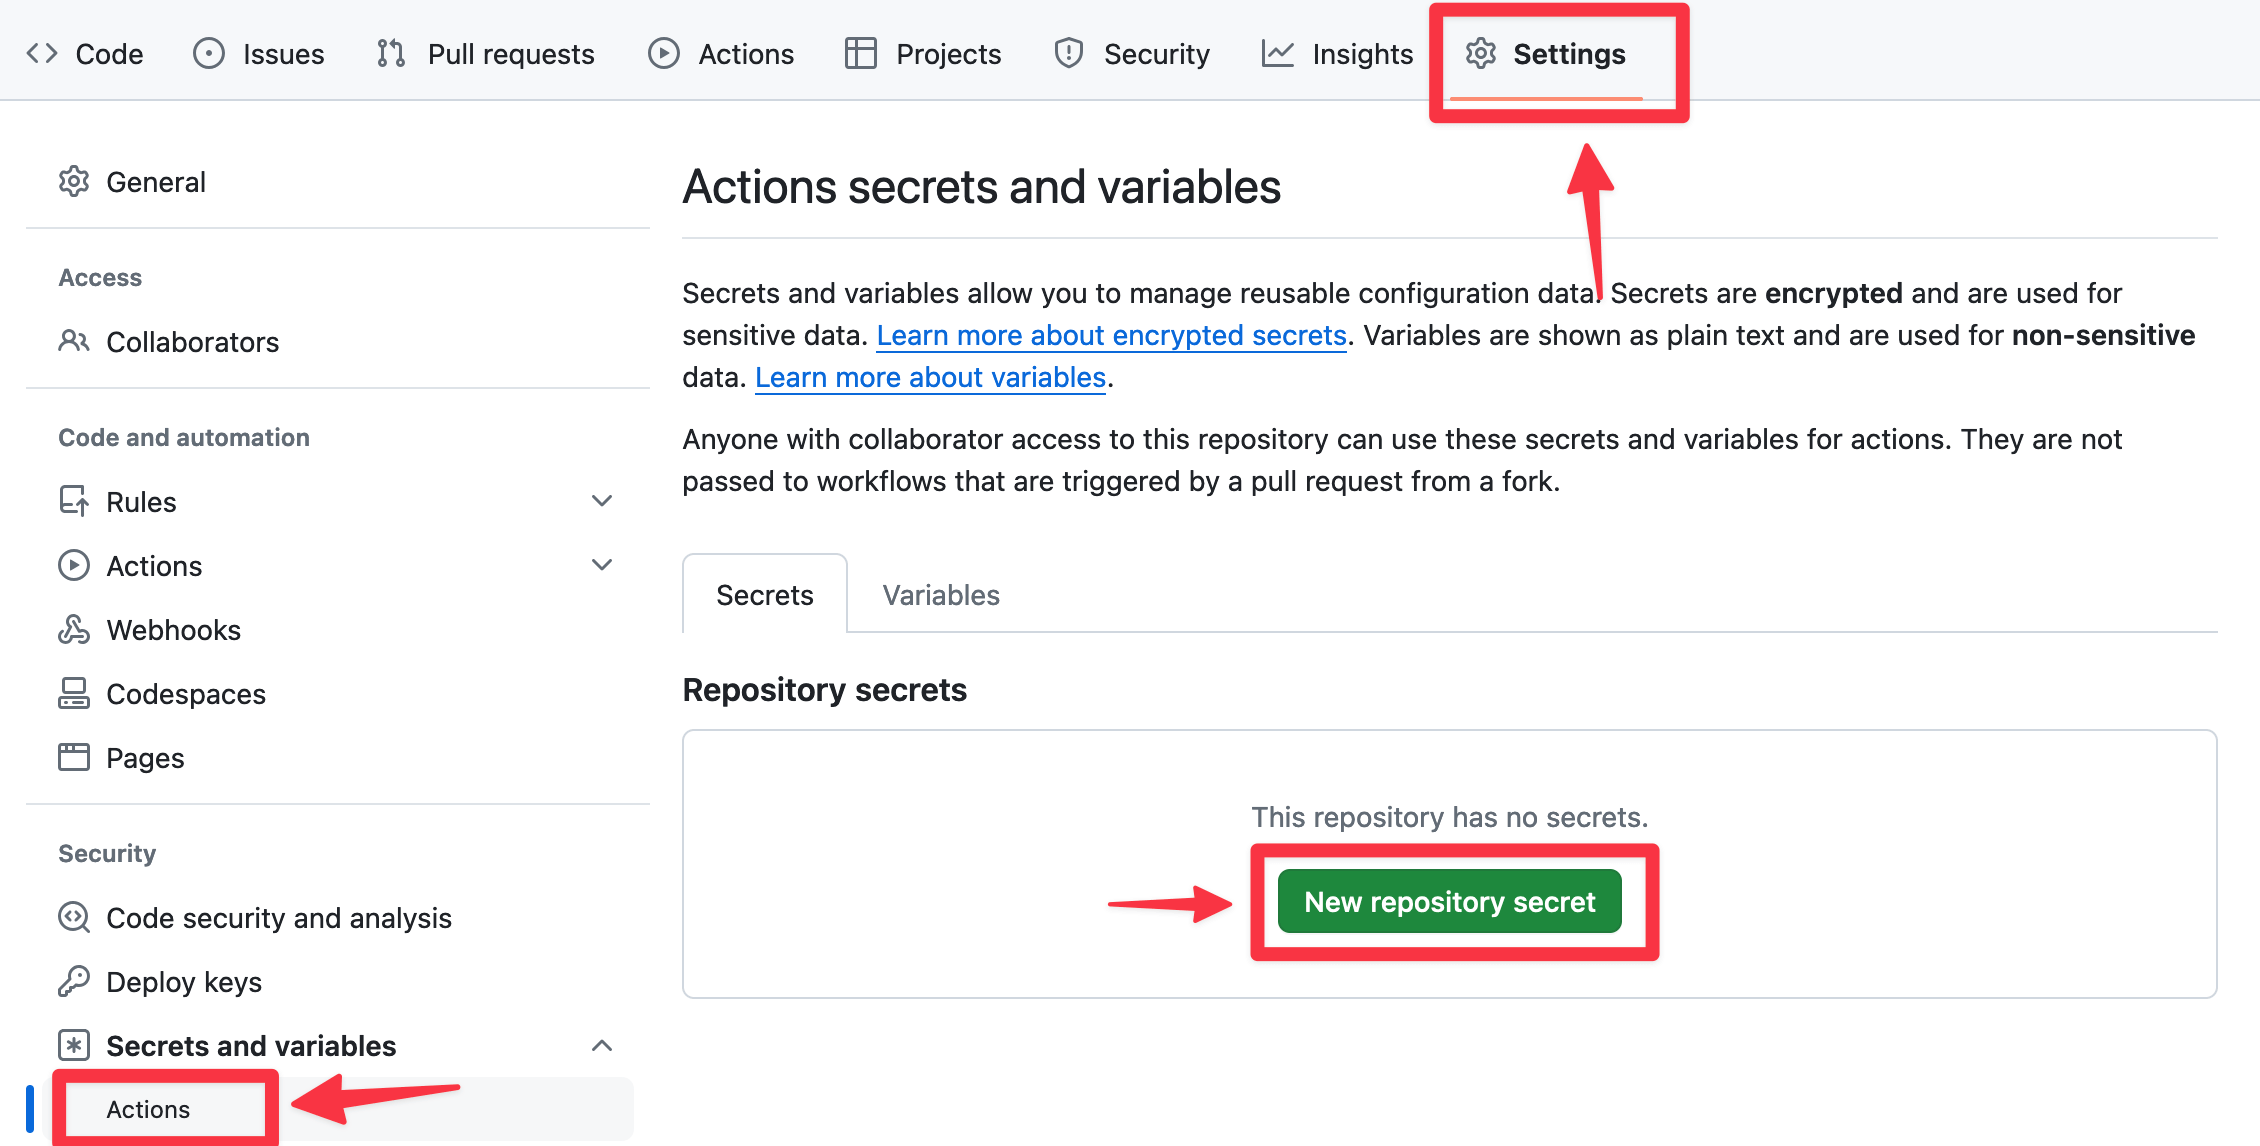 Code Issues Pull requests Actions Projects Security Insights Settings
General
Access
Collaborators
Code and automation
Rules
Actions
Webhooks
Codespaces
Pages
Security
Code security and analysis
Deploy keys
Secrets and variables
Actions
Actions secrets and variables
Secrets and variables allow you to manage reusable configuration data. Secrets are encrypted and are used for
sensitive data. Learn more about encrypted secrets. Variables are shown as plain text and are used for non-sensitive
data. Learn more about variables.
Anyone with collaborator access to this repository can use these secrets and variables for actions. They are not
passed to workflows that are triggered by a pull request from a fork.
Secrets Variables
Repository secrets
This repository has no secrets.
New repository secret